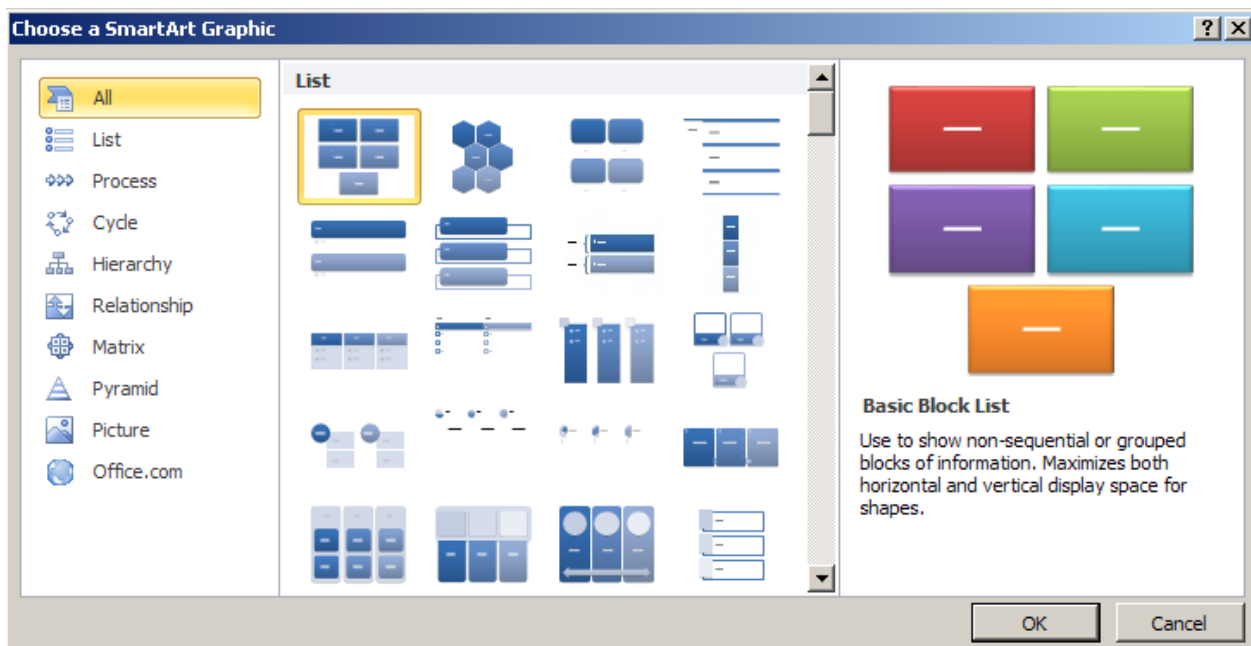 Choose a SmartArt Graphic
All
List
Process
Cycle
Hierarchy
Relationship
Matrix
Pyramid
Picture
Office.com
List
Basic Block List
Use to show non-sequential or grouped
blocks of information. Maximizes both
horizontal and vertical display space for
shapes.
OK
Cancel